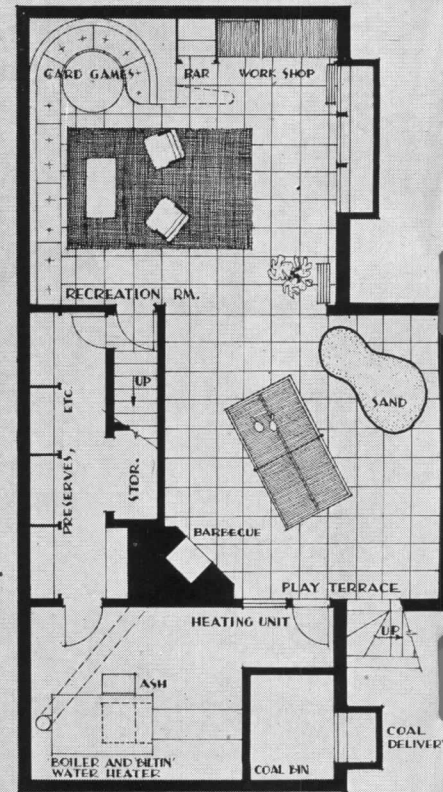 CARD GAMES
BAR
WORK SHOP
RECREATION RM.
UP
SAND
PRESERVES, ETC.
STOR.
BARBECUE
PLAY TERRACE
HEATING UNIT
UP
ASH
COAL
DELIVERY
BOILER AND 'BILTIN'
WATER HEATER
COAL BIN